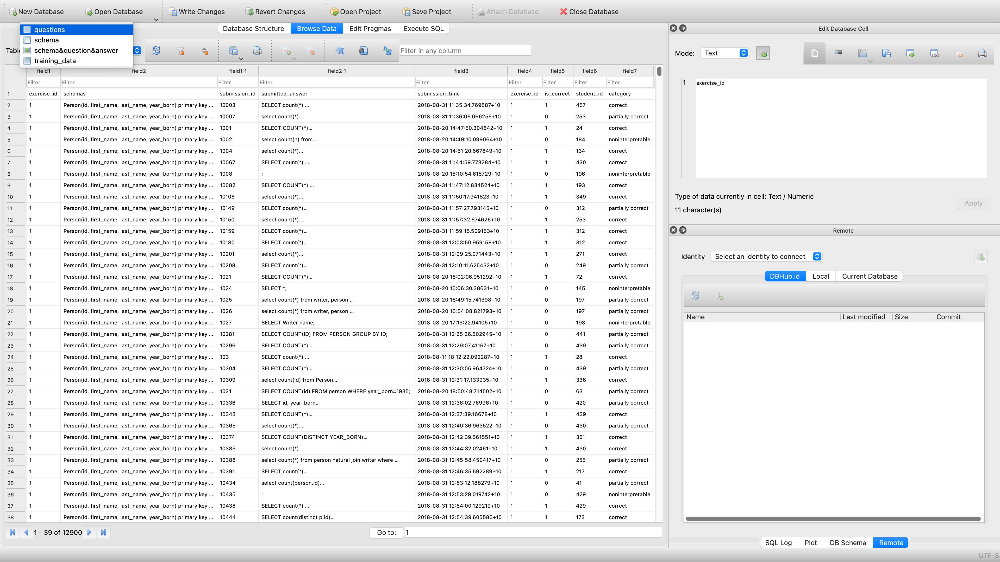 New Database Open Database Write Changes Revert Changes Open Project Save Project Attach Database Close Database
questions
schema
schema&question&answer
training_data
Database Structure Browse Data Edit Pragmas Execute SQL
Table Filter in any column
field1 field2 field1:1 field2:1 field3 field4 field5 field6 field7
Filter Filter Filter Filter Filter Filter Filter Filter Filter
1 exercise_id schemas submission_id submitted_answer submission_time exercise_id is_correct student_id category
2 1 Person(id, first_name, last_name, year_born) primary key ... 10003 SELECT count(*) ... 2018-08-31 11:35:34.769587+10 1 1 457 correct
3 1 Person(id, first_name, last_name, year_born) primary key ... 10007 select count(*)... 2018-08-31 11:36:06.066255+10 1 0 253 partially correct
4 1 Person(id, first_name, last_name, year_born) primary key ... 1001 SELECT COUNT(*)... 2018-08-20 14:47:50.304842+10 1 1 24 correct
5 1 Person(id, first_name, last_name, year_born) primary key ... 1002 select count(h) from... 2018-08-20 14:49:10.099064+10 1 0 184 noninterpretable
6 1 Person(id, first_name, last_name, year_born) primary key ... 1004 select count(*)... 2018-08-20 14:51:20.667849+10 1 1 134 correct
7 1 Person(id, first_name, last_name, year_born) primary key ... 10067 SELECT count(*) ... 2018-08-31 11:44:59.773284+10 1 1 430 correct
8 1 Person(id, first_name, last_name, year_born) primary key ... 1008 ; 2018-08-20 15:10:54.615729+10 1 0 196 noninterpretable
9 1 Person(id, first_name, last_name, year_born) primary key ... 10082 SELECT COUNT(*) ... 2018-08-31 11:47:12.834524+10 1 1 193 correct
10 1 Person(id, first_name, last_name, year_born) primary key ... 10108 select count(*)... 2018-08-31 11:50:17.941823+10 1 1 349 correct
11 1 Person(id, first_name, last_name, year_born) primary key ... 10149 SELECT count(*)... 2018-08-31 11:57:27.793145+10 1 0 312 partially correct
12 1 Person(id, first_name, last_name, year_born) primary key ... 10150 select count(*)... 2018-08-31 11:57:32.674626+10 1 1 253 correct
13 1 Person(id, first_name, last_name, year_born) primary key ... 10159 SELECT count(*)... 2018-08-31 11:59:15.509153+10 1 1 312 correct
14 1 Person(id, first_name, last_name, year_born) primary key ... 10180 SELECT count(*)... 2018-08-31 12:03:50.959158+10 1 1 312 correct
15 1 Person(id, first_name, last_name, year_born) primary key ... 10201 select count(*)... 2018-08-31 12:09:25.071443+10 1 1 271 correct
16 1 Person(id, first_name, last_name, year_born) primary key ... 10208 SELECT count(*)... 2018-08-31 12:10:11.625432+10 1 0 249 partially correct
17 1 Person(id, first_name, last_name, year_born) primary key ... 1021 SELECT COUNT(*)... 2018-08-20 16:02:06.951292+10 1 1 72 correct
18 1 Person(id, first_name, last_name, year_born) primary key ... 1024 SELECT *; 2018-08-20 16:06:30.38631+10 1 0 145 noninterpretable
19 1 Person(id, first_name, last_name, year_born) primary key ... 1025 select count(*) from writer, person ... 2018-08-20 16:49:15.741398+10 1 0 197 partially correct
20 1 Person(id, first_name, last_name, year_born) primary key ... 1026 select count(*) from writer, person ... 2018-08-20 16:54:08.821793+10 1 0 197 partially correct
21 1 Person(id, first_name, last_name, year_born) primary key ... 1027 SELECT Writer name; 2018-08-20 17:13:22.94105+10 1 0 198 noninterpretable
22 1 Person(id, first_name, last_name, year_born) primary key ... 10281 SELECT COUNT(ID) FROM PERSON GROUP BY ID; 2018-08-31 12:25:26.602945+10 1 0 441 partially correct
23 1 Person(id, first_name, last_name, year_born) primary key ... 10296 SELECT COUNT(*)... 2018-08-31 12:29:07.41167+10 1 0 439 partially correct
24 1 Person(id, first_name, last_name, year_born) primary key ... 103 SELECT count(*) ... 2018-08-11 18:12:22.092287+10 1 1 28 correct
25 1 Person(id, first_name, last_name, year_born) primary key ... 10304 SELECT COUNT(*)... 2018-08-31 12:30:05.964724+10 1 0 439 partially correct
26 1 Person(id, first_name, last_name, year_born) primary key ... 10309 select count(id) from Person... 2018-08-31 12:31:17.133935+10 1 1 336 correct
27 1 Person(id, first_name, last_name, year_born) primary key ... 1031 SELECT COUNT(id) FROM person WHERE year_born=1935; 2018-08-20 18:50:48.714502+10 1 0 63 partially correct
28 1 Person(id, first_name, last_name, year_born) primary key ... 10336 SELECT id, year_born... 2018-08-31 12:36:02.76996+10 1 0 420 partially correct
29 1 Person(id, first_name, last_name, year_born) primary key ... 10343 SELECT COUNT(*)... 2018-08-31 12:37:39.16678+10 1 1 439 correct
30 1 Person(id, first_name, last_name, year_born) primary key ... 10365 select count(*)... 2018-08-31 12:40:36.963522+10 1 0 430 partially correct
31 1 Person(id, first_name, last_name, year_born) primary key ... 10374 SELECT COUNT(DISTINCT YEAR_BORN)... 2018-08-31 12:42:39.561551+10 1 1 351 correct
32 1 Person(id, first_name, last_name, year_born) primary key ... 10385 select count(*)... 2018-08-31 12:44:32.02461+10 1 1 430 correct
33 1 Person(id, first_name, last_name, year_born) primary key ... 10388 select count(*) from person natural join writer where ... 2018-08-31 12:45:58.450417+10 1 0 255 partially correct
34 1 Person(id, first_name, last_name, year_born) primary key ... 10391 SELECT count(*)... 2018-08-31 12:46:35.592289+10 1 1 217 correct
35 1 Person(id, first_name, last_name, year_born) primary key ... 10434 select count(person.id)... 2018-08-31 12:53:12.188279+10 1 0 41 partially correct
36 1 Person(id, first_name, last_name, year_born) primary key ... 10435 ; 2018-08-31 12:53:29.019742+10 1 0 429 noninterpretable
37 1 Person(id, first_name, last_name, year_born) primary key ... 10438 SELECT count(*) ... 2018-08-31 12:54:00.129219+10 1 1 429 correct
38 1 Person(id, first_name, last_name, year_born) primary key ... 10444 SELECT count(distinct p.id)... 2018-08-31 12:54:39.605586+10 1 1 173 correct
1 - 39 of 12900 Go to: 1
Edit Database Cell
Mode: Text
1 exercise_id
Type of data currently in cell: Text / Numeric
11 character(s)
Apply
Remote
Identity Select an identity to connect
DBHub.io Local Current Database
Name Last modified Size Commit
SQL Log Plot DB Schema Remote
UTF-8